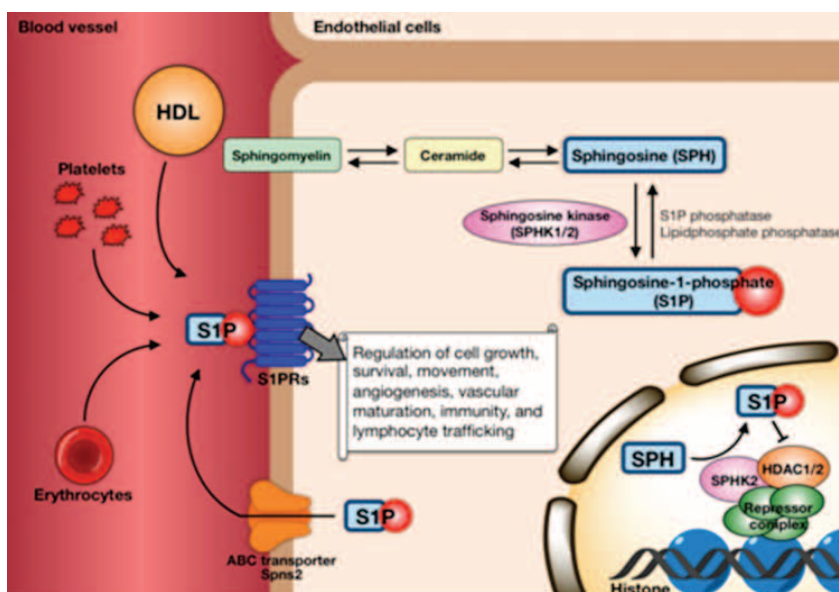 Blood vessel
Endothelial cells
HDL
Platelets
Sphingomyelin
Ceramide
Sphingosine (SPH)
Sphingosine kinase
(SPHK1/2)
S1P phosphatase
Lipidphosphate phosphatase
Sphingosine-1-phosphate
(S1P)
S1P
S1PRs
Regulation of cell growth,
survival, movement,
angiogenesis, vascular
maturation, immunity, and
lymphocyte trafficking
Erythrocytes
S1P
ABC transporter
Spns2
S1P
SPH
SPHK2
HDAC1/2
Repressor
complex
Histone